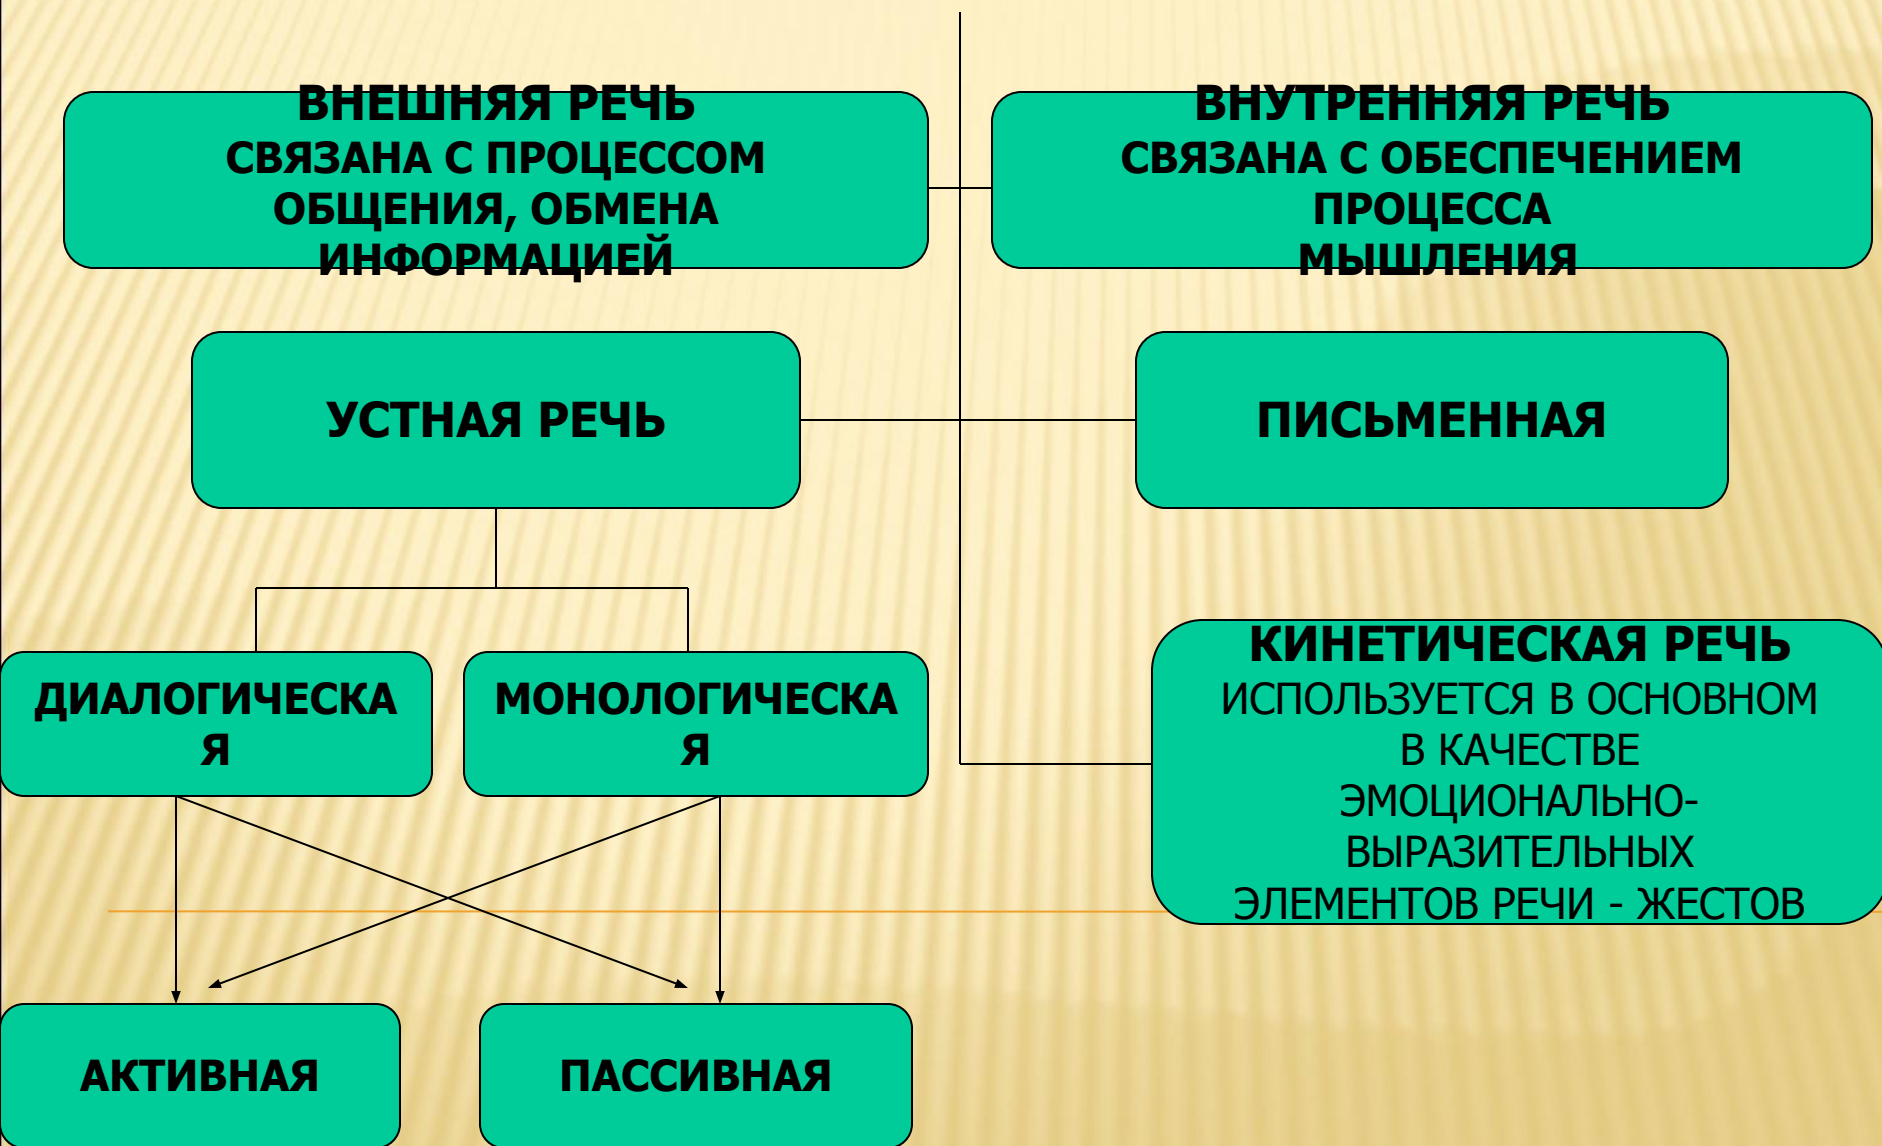 ВНЕШНЯЯ РЕЧЬ
СВЯЗАНА С ПРОЦЕССОМ
ОБЩЕНИЯ, ОБМЕНА
ИНФОРМАЦИЕЙ
ВНУТРЕННЯЯ РЕЧЬ
СВЯЗАНА С ОБЕСПЕЧЕНИЕМ
ПРОЦЕССА
МЫШЛЕНИЯ
УСТНАЯ РЕЧЬ
ПИСЬМЕННАЯ
ДИАЛОГИЧЕСКА
Я
МОНОЛОГИЧЕСКА
Я
КИНЕТИЧЕСКАЯ РЕЧЬ
ИСПОЛЬЗУЕТСЯ В ОСНОВНОМ
В КАЧЕСТВЕ
ЭМОЦИОНАЛЬНО-
ВЫРАЗИТЕЛЬНЫХ
ЭЛЕМЕНТОВ РЕЧИ - ЖЕСТОВ
АКТИВНАЯ
ПАССИВНАЯ